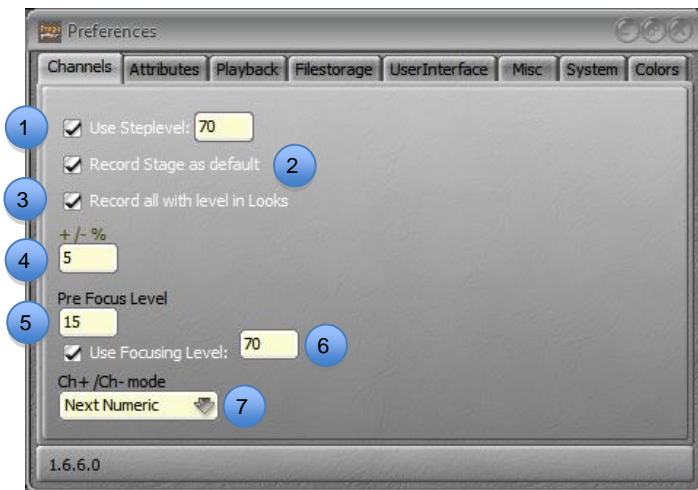 Preferences
Channels Attributes Playback Filestorage UserInterface Misc System Colors
1 Use Steplevel: 70
Record Stage as default 2
3 Record all with level in Looks
+/- %
4 5
Pre Focus Level
5 15
Use Focusing Level: 70 6
Ch+ /Ch- mode
Next Numeric 7
1.6.6.0